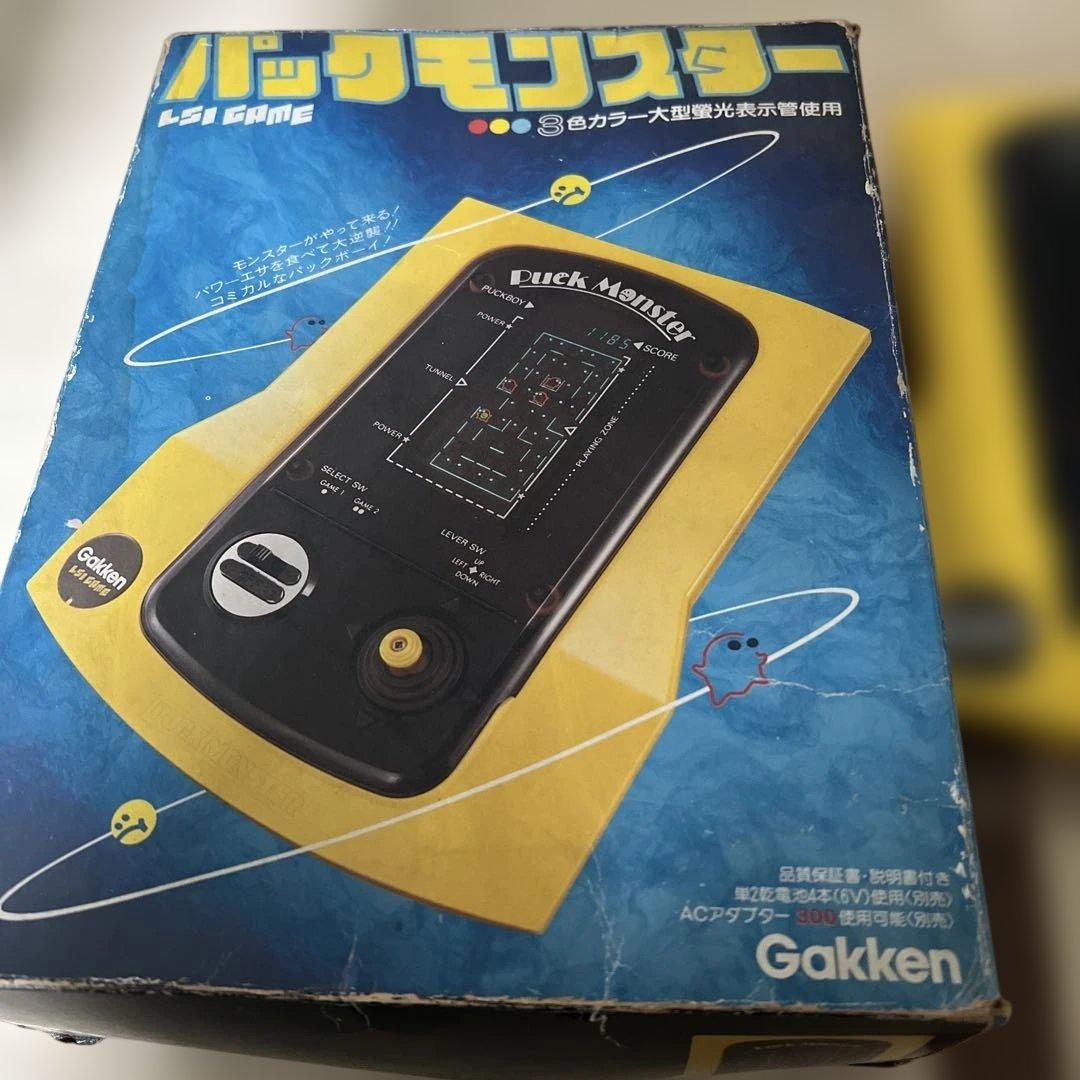 パックモンスター
LSI GAME
3色カラー大型螢光表示管使用
モンスターがやって来る!
パワーエサを食べて大逆襲!!
コミカルなパックボーイ!
Puck Monster
PUCKBOY
1185
SCORE
POWER
TUNNEL
POWER
PLAYING ZONE
SELECT SW
GAME 1
GAME 2
LEVER SW
UP
LEFT
RIGHT
DOWN
Gakken
LSI GAME
PUCKMONSTER
品質保証書・説明書付き
単2乾電池4本(6V)使用〈別売〉
ACアダプター 300 使用可能〈別売〉
Gakken